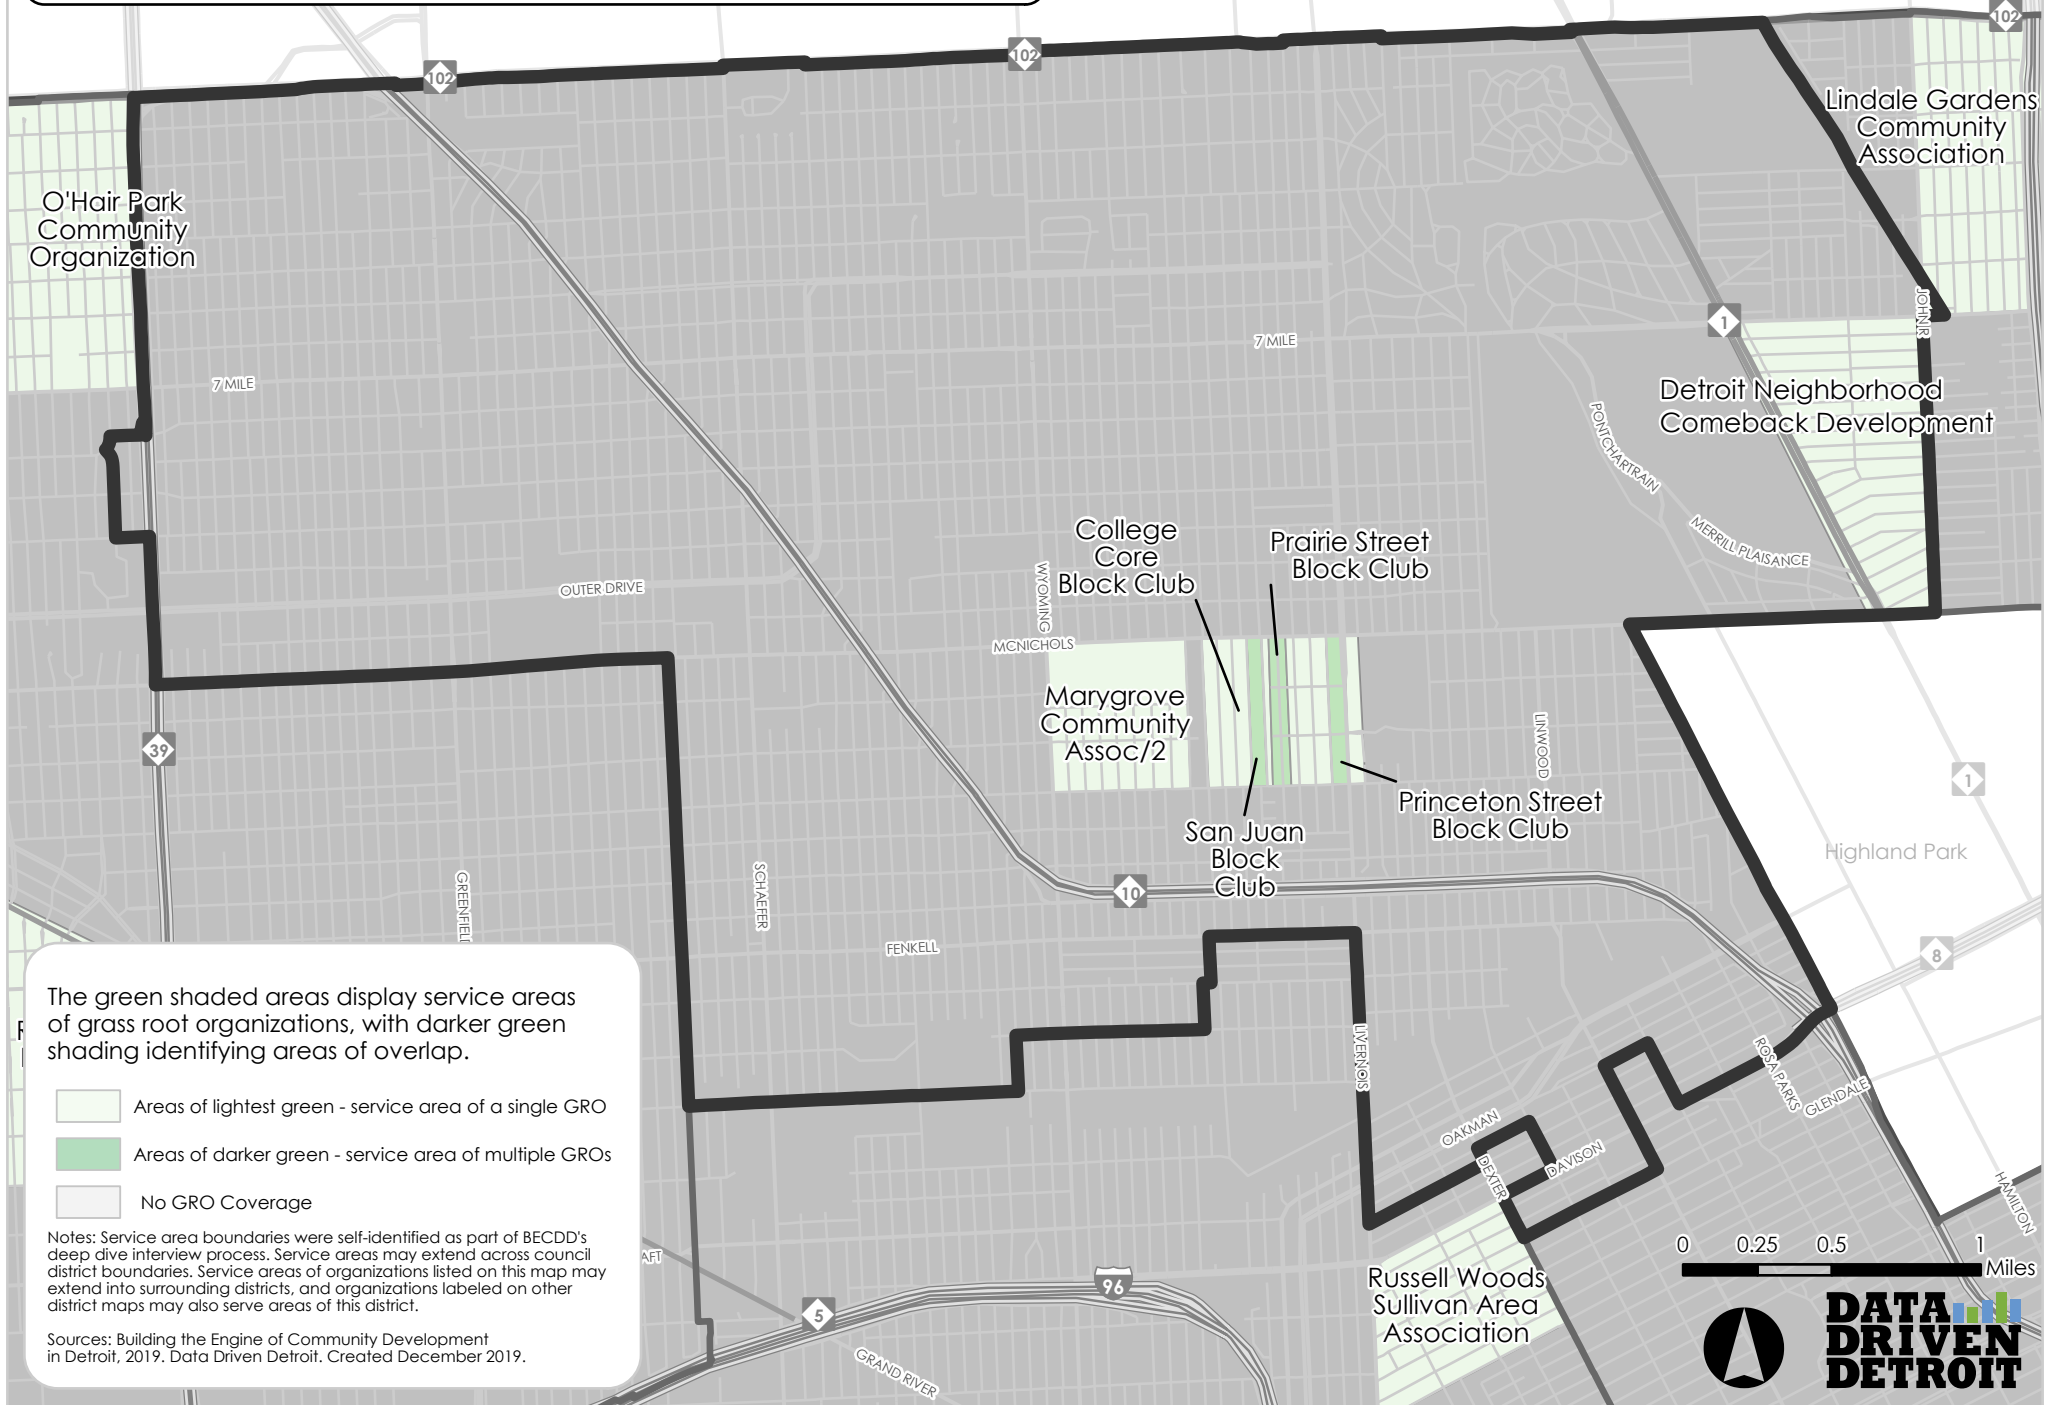 102
102
102
Lindale Gardens
Community
Association
O'Hair Park
Community
Organization
JOHN R
1
7 MILE
7 MILE
Detroit Neighborhood
Comeback Development
PONTCHARTRAIN
MERRILL PLAISANCE
College
Core
Block Club
Prairie Street
Block Club
OUTER DRIVE
WYOMING
MCNICHOLS
Marygrove
Community
Assoc/2
LINWOOD
39
1
Princeton Street
Block Club
San Juan
Block
Club
Highland Park
GREENFIELD
SCHAEFER
10
FENKELL
8
LIVERNOIS
ROSA PARKS
GLENDALE
OAKMAN
DEXTER
DAVISON
HAMILTON
The green shaded areas display service areas
of grass root organizations, with darker green
shading identifying areas of overlap.
Areas of lightest green - service area of a single GRO
Areas of darker green - service area of multiple GROs
No GRO Coverage
Notes: Service area boundaries were self-identified as part of BECDD's
deep dive interview process. Service areas may extend across council
district boundaries. Service areas of organizations listed on this map may
extend into surrounding districts, and organizations labeled on other
district maps may also serve areas of this district.
Sources: Building the Engine of Community Development
in Detroit, 2019. Data Driven Detroit. Created December 2019.
AFT
5
96
GRAND RIVER
Russell Woods
Sullivan Area
Association
0 0.25 0.5 1
Miles
DATA
DRIVEN
DETROIT